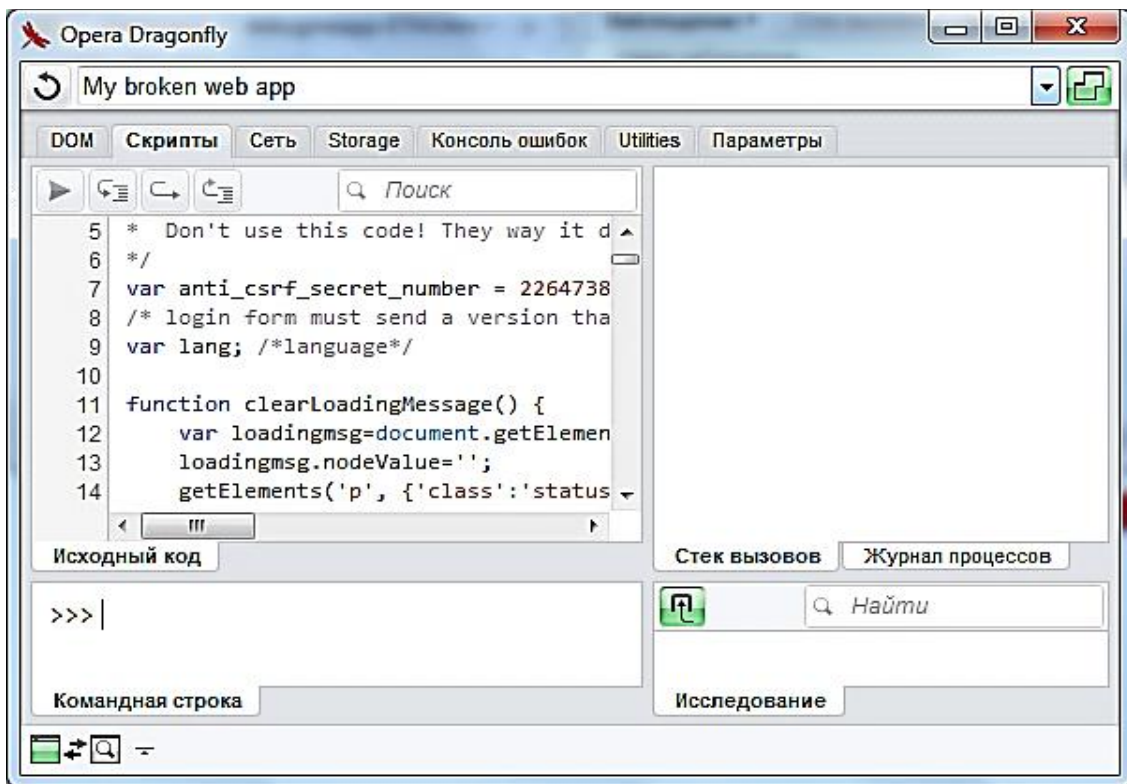 Opera Dragonfly
My broken web app
DOM Скрипты Сеть Storage Консоль ошибок Utilities Параметры
Поиск
5 * Don't use this code! They way it d
6 */
7 var anti_csrf_secret_number = 2264738
8 /* login form must send a version tha
9 var lang; /*language*/
10
11 function clearLoadingMessage() {
12 var loadingmsg=document.getElemen
13 loadingmsg.nodeValue='';
14 getElements('p', {'class':'status
Исходный код
Стек вызовов Журнал процессов
>>>
Найти
Командная строка
Исследование